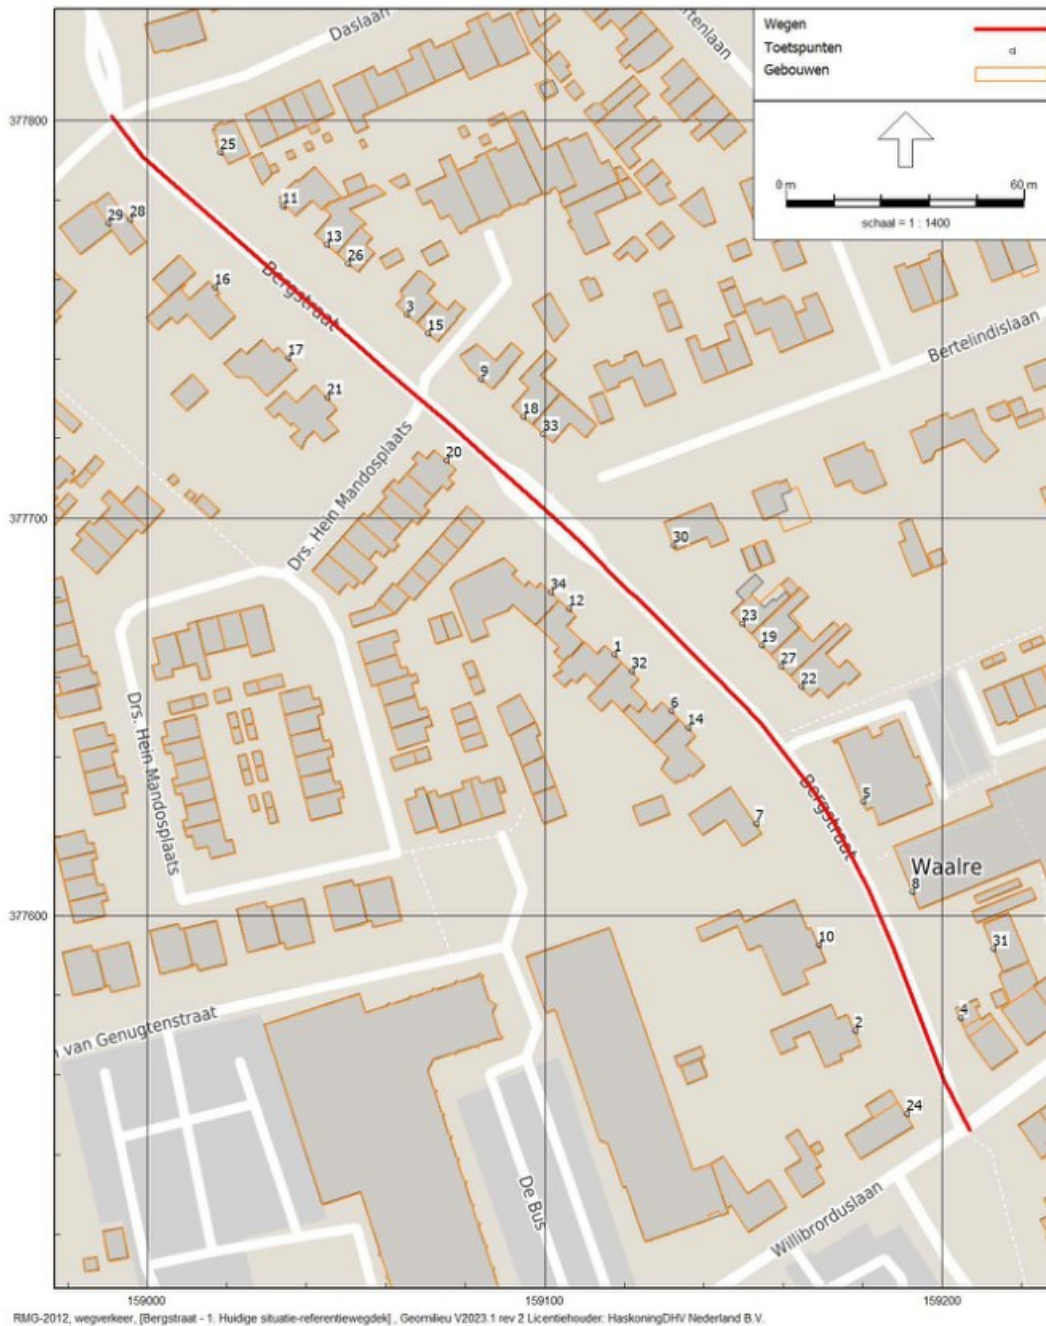 Wegen
Toetspunten
Gebouwen
0 m 60 m
schaal = 1 : 1400
Daslaan
377800
25
11
29 28
13
26
16
Bergstraat
3
15
17
9
Bertelindislaan
21
18
33
20
Drs. Hein Mandosplaats
377700
30
34
12
23
19
1
27
32
22
6
14
Drs. Hein Mandosplaats
5
Bergstraat
7
Waalre
8
377600
10
31
4
2
n van Genugtenstraat
24
De Bus
Willibrorduslaan
159000 159100 159200
RMG-2012, wegverkeer, [Bergstraat - 1. Huidige situatie-referentiewegdek] , Geomilieu V2023.1 rev 2 Licentiehouder: HaskoningDHV Nederland B.V.